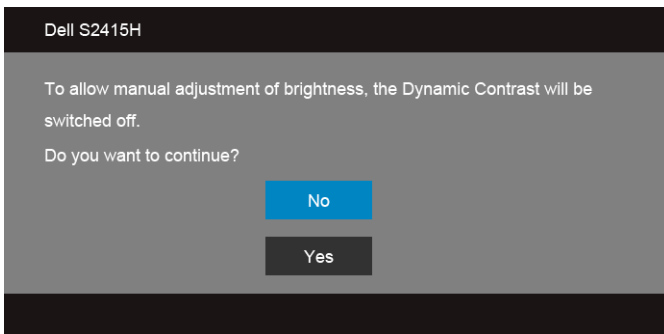 Dell S2415H
To allow manual adjustment of brightness, the Dynamic Contrast will be
switched off.
Do you want to continue?
No
Yes